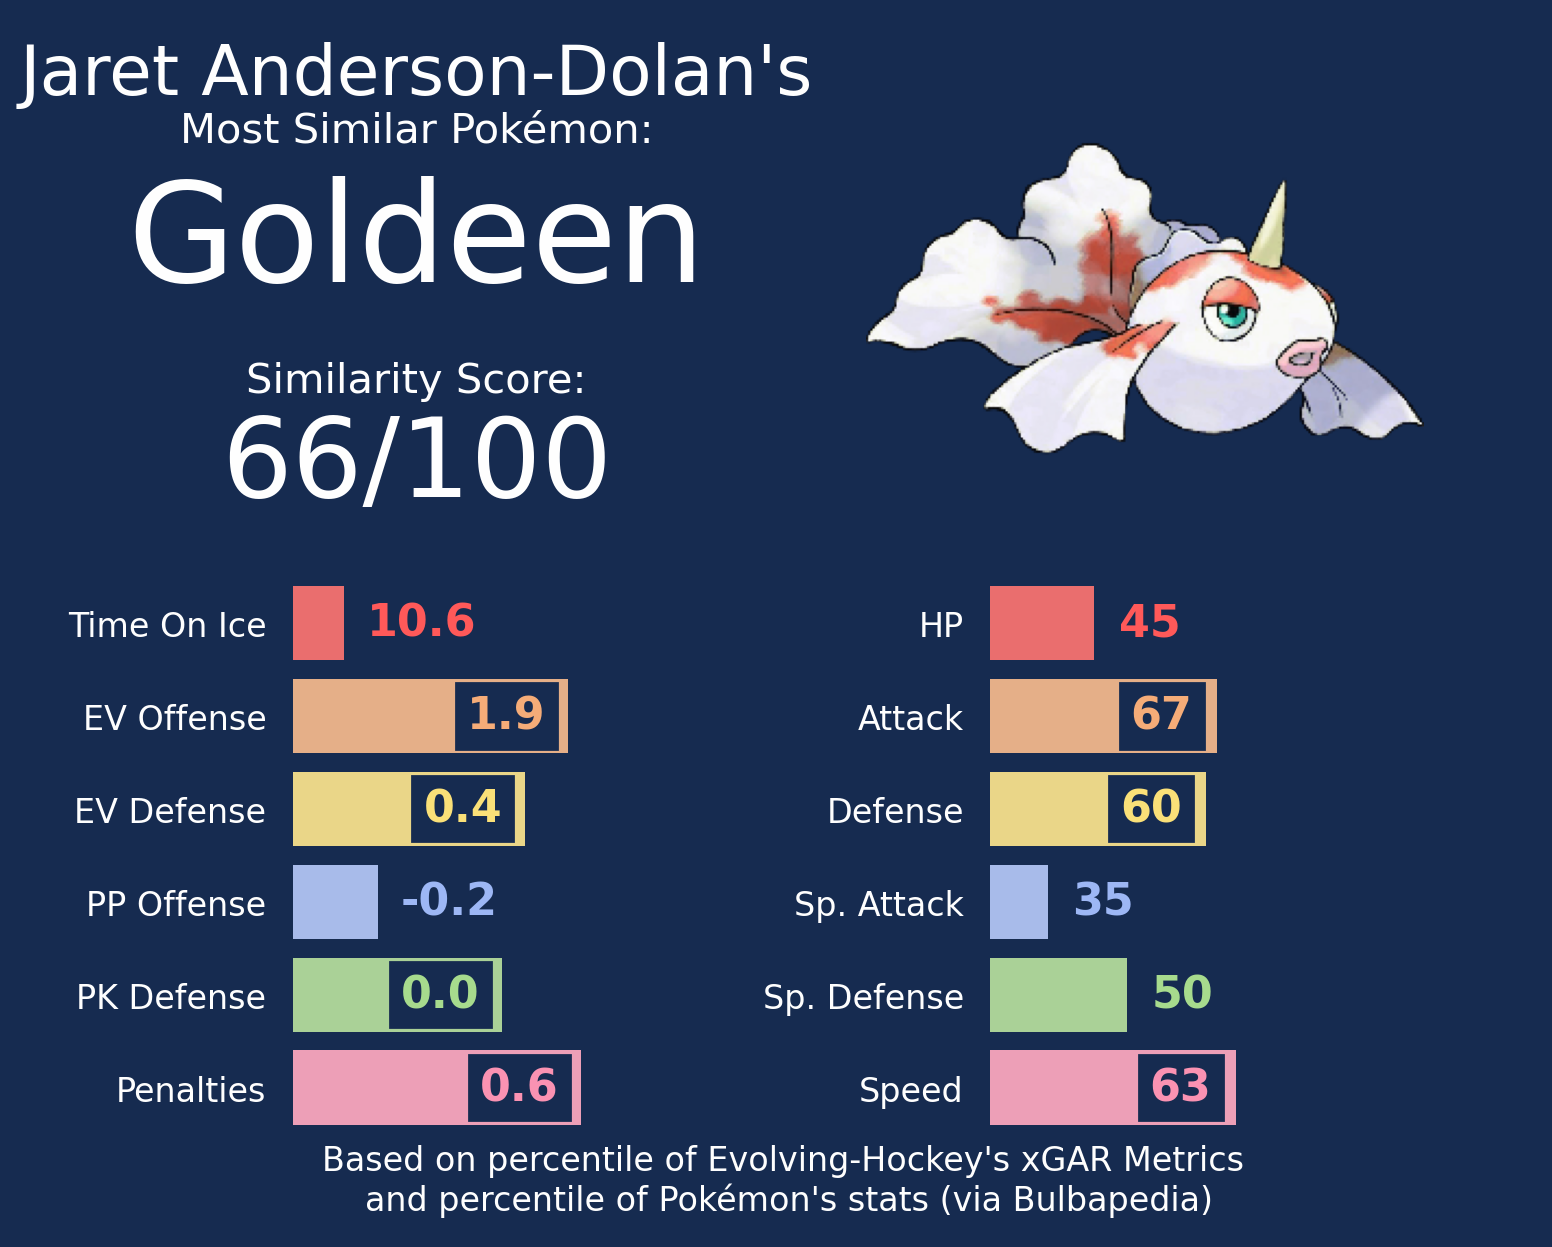 Jaret Anderson-Dolan's
Most Similar Pokémon:
Goldeen
Similarity Score:
66/100
Time On Ice 10.6
EV Offense 1.9
EV Defense 0.4
PP Offense -0.2
PK Defense 0.0
Penalties 0.6
HP 45
Attack 67
Defense 60
Sp. Attack 35
Sp. Defense 50
Speed 63
Based on percentile of Evolving-Hockey's xGAR Metrics
and percentile of Pokémon's stats (via Bulbapedia)